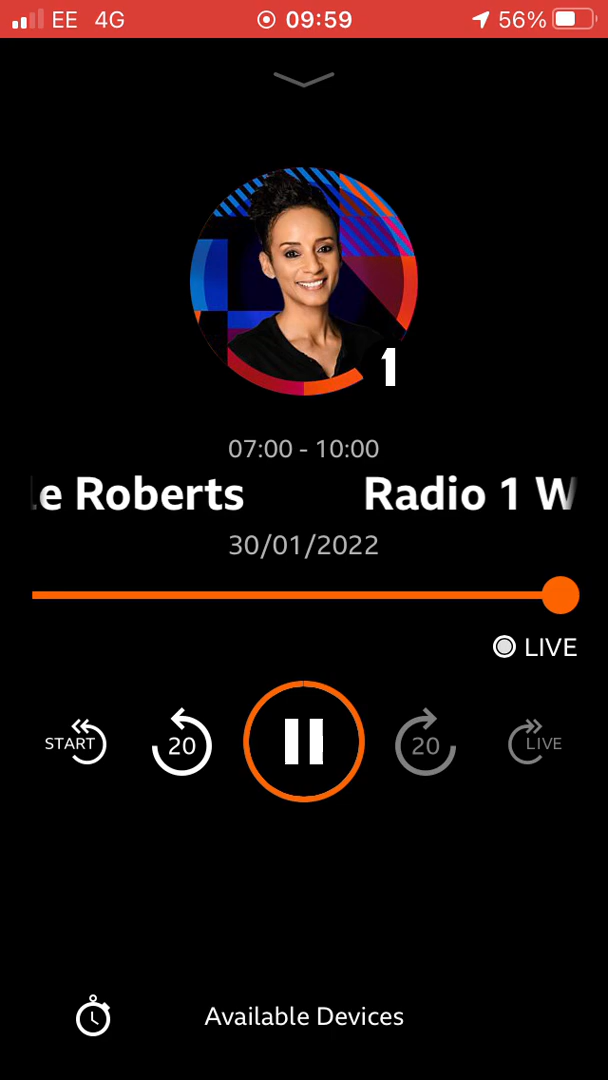 EE 4G 09:59 56%
1
07:00 - 10:00
e Roberts Radio 1 W
30/01/2022
LIVE
START 20 20 LIVE
Available Devices